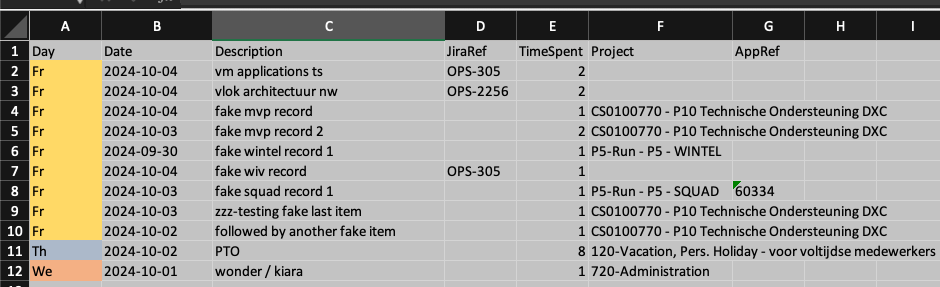 A B C D E F G H I
1 Day Date Description JiraRef TimeSpent Project AppRef
2 Fr 2024-10-04 vm applications ts OPS-305 2
3 Fr 2024-10-04 vlok architectuur nw OPS-2256 2
4 Fr 2024-10-04 fake mvp record 1 CS0100770 - P10 Technische Ondersteuning DXC
5 Fr 2024-10-03 fake mvp record 2 2 CS0100770 - P10 Technische Ondersteuning DXC
6 Fr 2024-09-30 fake wintel record 1 1 P5-Run - P5 - WINTEL
7 Fr 2024-10-04 fake wiv record OPS-305 1
8 Fr 2024-10-03 fake squad record 1 1 P5-Run - P5 - SQUAD 60334
9 Fr 2024-10-03 zzz-testing fake last item 1 CS0100770 - P10 Technische Ondersteuning DXC
10 Fr 2024-10-02 followed by another fake item 1 CS0100770 - P10 Technische Ondersteuning DXC
11 Th 2024-10-02 PTO 8 120-Vacation, Pers. Holiday - voor voltijdse medewerkers
12 We 2024-10-01 wonder / kiara 1 720-Administration